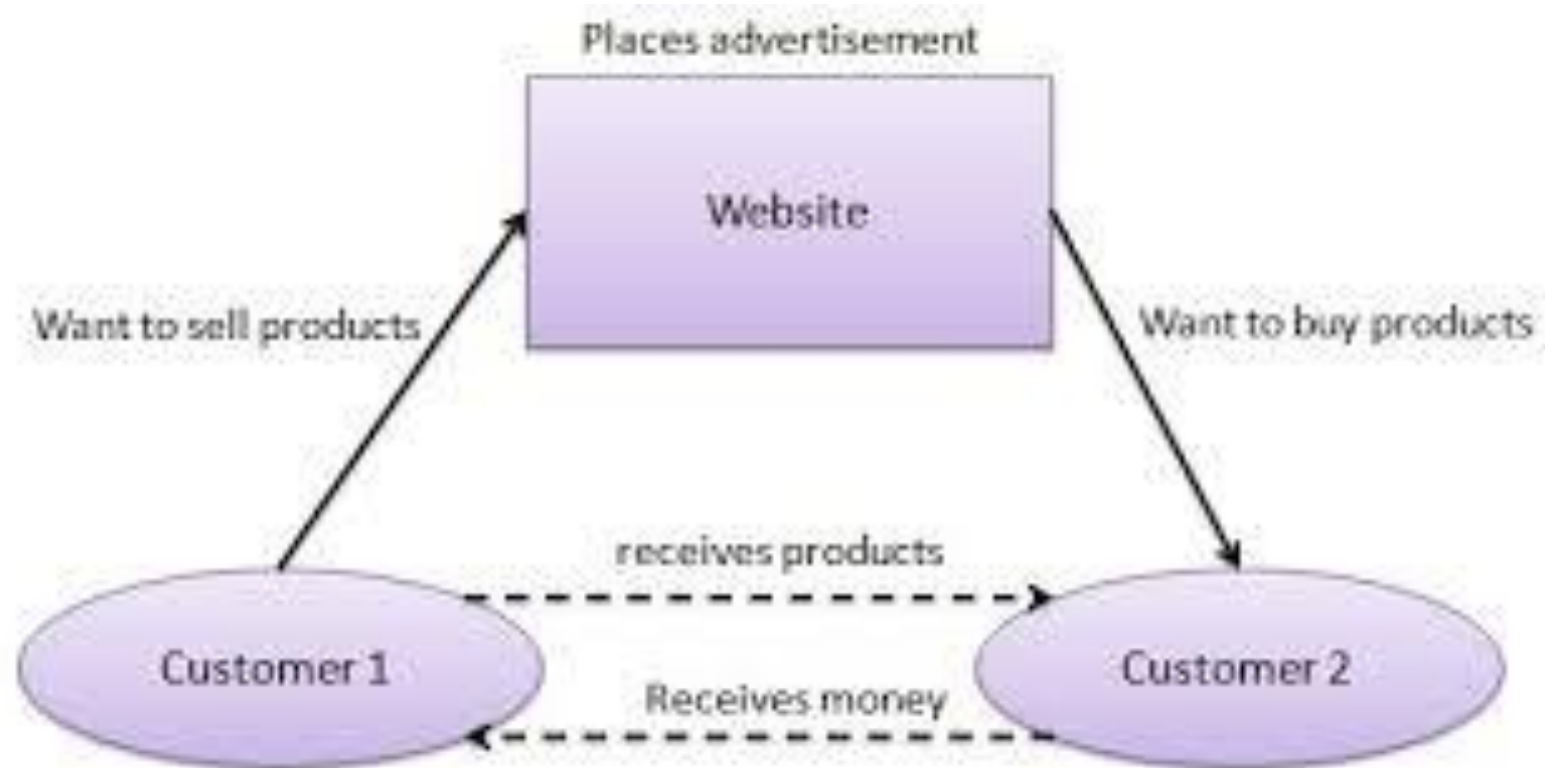 Places advertisement
Website
Want to sell products
Want to buy products
receives products
Customer 1
Customer 2
Receives money